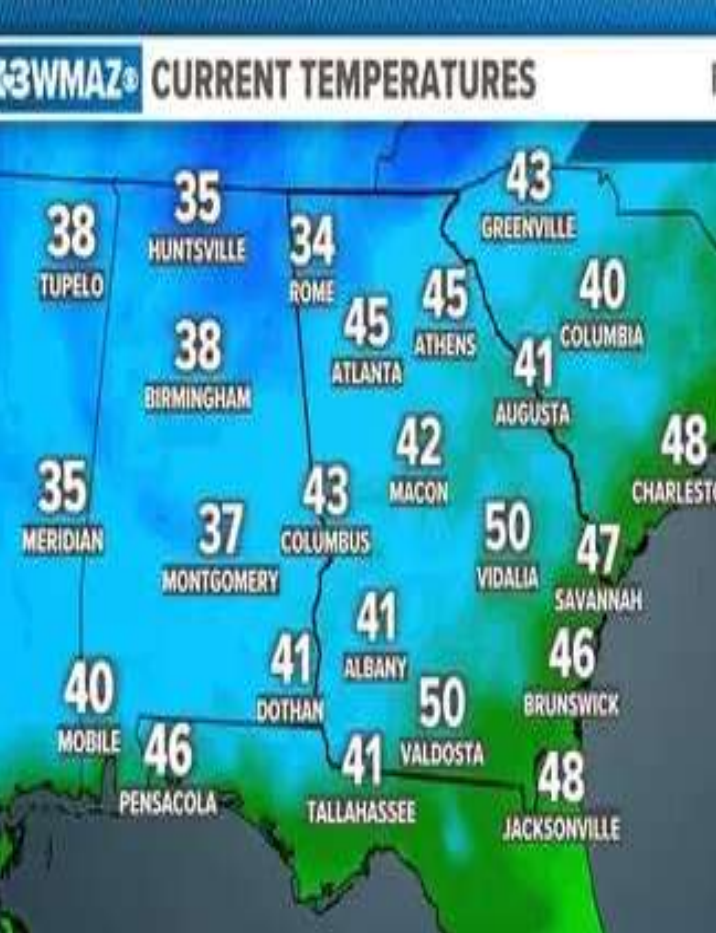 3WMAZ CURRENT TEMPERATURES
43
GREENVILLE
35
HUNTSVILLE
38
TUPELO
34
ROME
45
ATHENS
40
COLUMBIA
45
ATLANTA
38
BIRMINGHAM
41
AUGUSTA
42
MACON
48
CHARLESTO
35
MERIDIAN
43
COLUMBUS
37
MONTGOMERY
50
VIDALIA
47
SAVANNAH
41
ALBANY
46
BRUNSWICK
41
DOTHAN
40
MOBILE
50
VALDOSTA
46
PENSACOLA
41
TALLAHASSEE
48
JACKSONVILLE